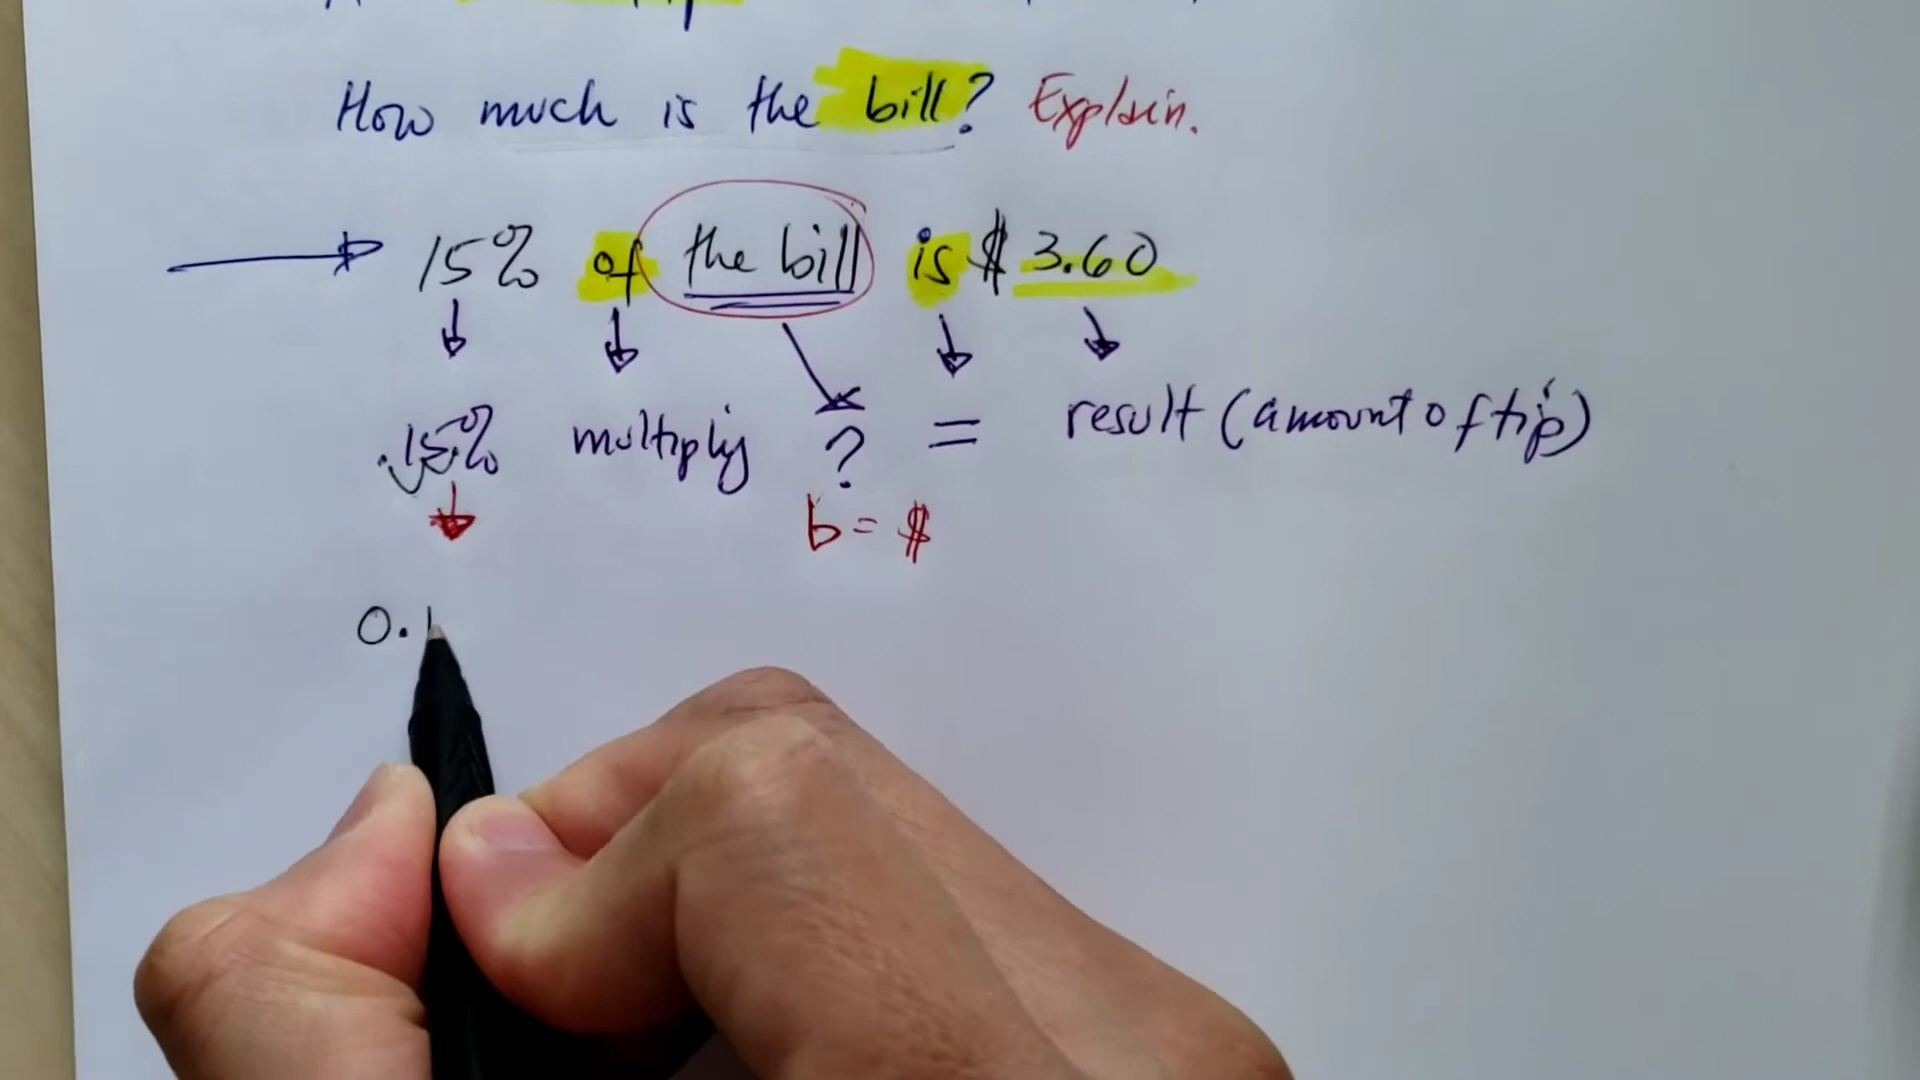 How much is the bill? Explain.
15% of the bill is $3.60
.15% multiply ? = result (amount of tip)
b = $
0.1